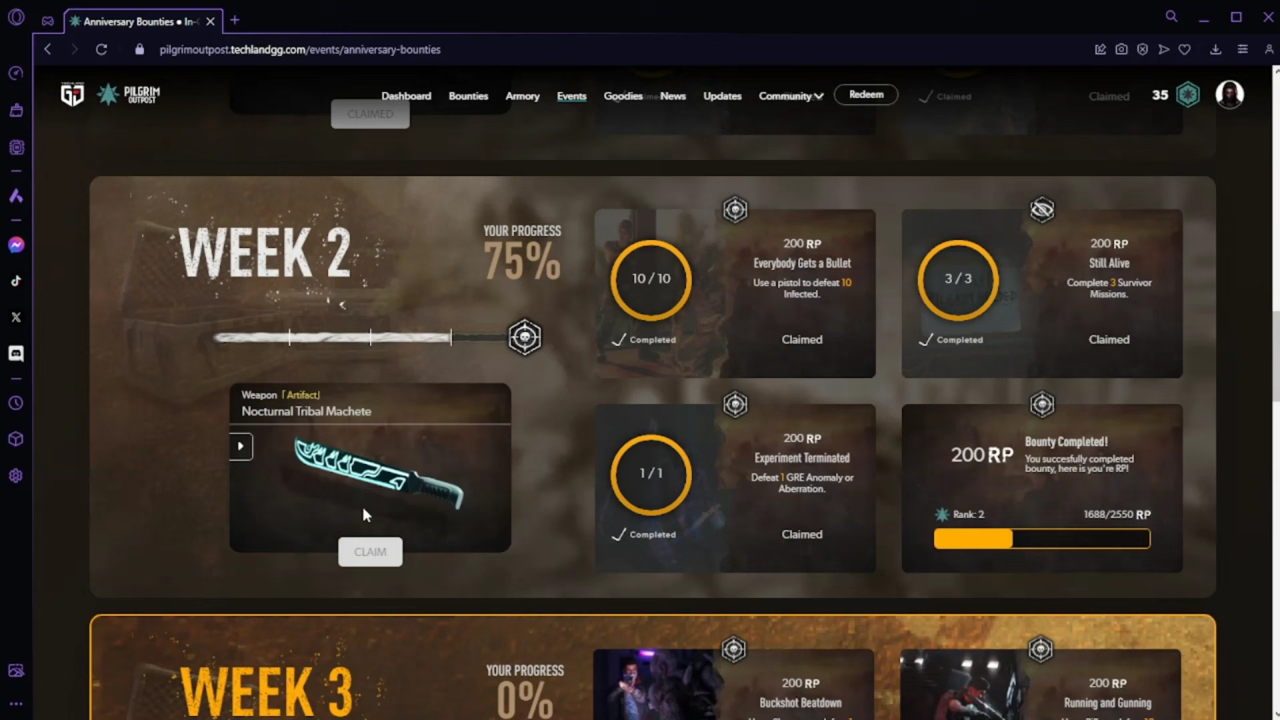 Anniversary Bounties • In-G
pilgrimoutpost.techlandgg.com/events/anniversary-bounties
PILGRIM
OUTPOST
Dashboard
Bounties
Armory
Events
Goodies
News
Updates
Community
Redeem
Claimed
Claimed
35
CLAIMED
WEEK 2
YOUR PROGRESS
75%
Weapon「Artifact」
Nocturnal Tribal Machete
CLAIM
10 / 10
Completed
200 RP
Everybody Gets a Bullet
Use a pistol to defeat 10
Infected.
Claimed
3 / 3
Completed
200 RP
Still Alive
Complete 3 Survivor
Missions.
Claimed
1 / 1
Completed
200 RP
Experiment Terminated
Defeat 1 GRE Anomaly or
Aberration.
Claimed
200 RP
Bounty Completed!
You succesfully completed
bounty, here is you're RP!
Rank: 2
1688/2550 RP
WEEK 3
YOUR PROGRESS
0%
200 RP
Buckshot Beatdown
200 RP
Running and Gunning